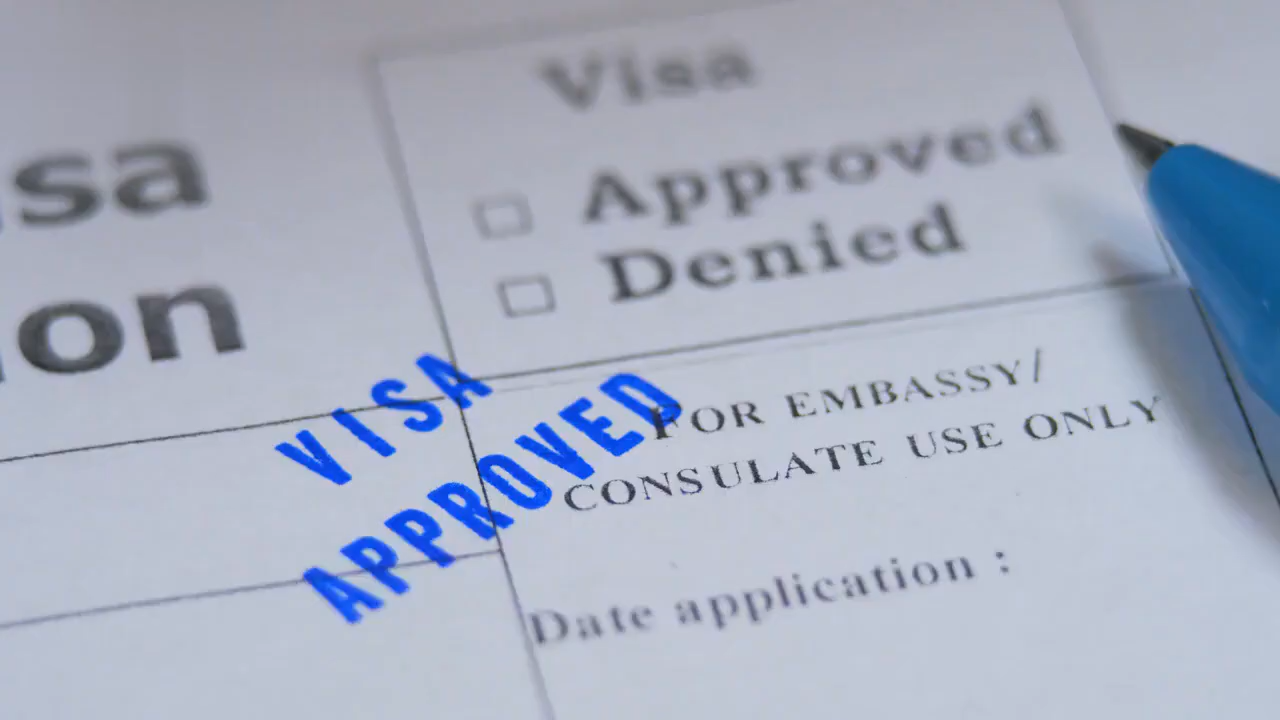 sa
on
Visa
Approved
Denied
VISA
APPROVED
FOR EMBASSY/
CONSULATE USE ONLY
Date application :